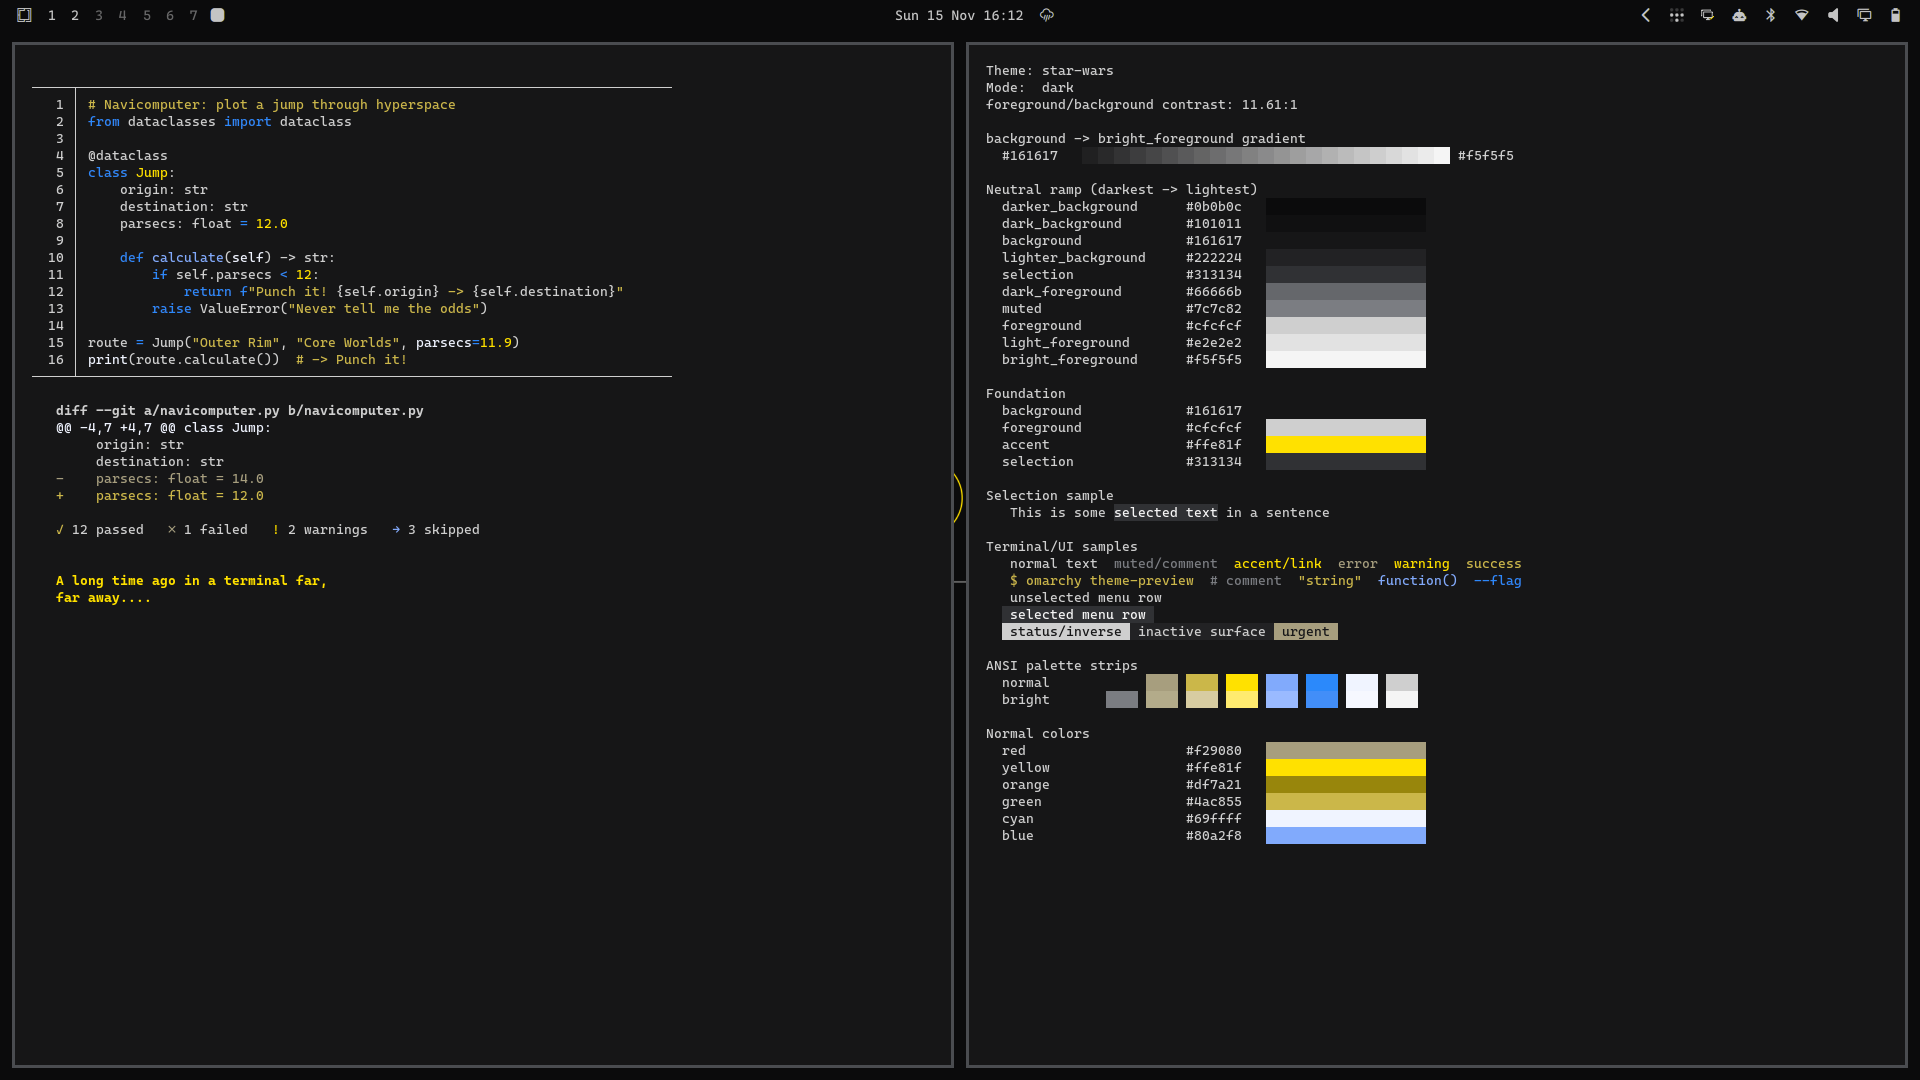 1 2 3 4 5 6 7
Sun 15 Nov 16:12
1 # Navicomputer: plot a jump through hyperspace
2 from dataclasses import dataclass
3
4 @dataclass
5 class Jump:
6     origin: str
7     destination: str
8     parsecs: float = 12.0
9
10     def calculate(self) -> str:
11         if self.parsecs < 12:
12             return f"Punch it! {self.origin} -> {self.destination}"
13         raise ValueError("Never tell me the odds")
14
15 route = Jump("Outer Rim", "Core Worlds", parsecs=11.9)
16 print(route.calculate())  # -> Punch it!
diff --git a/navicomputer.py b/navicomputer.py
@@ -4,7 +4,7 @@ class Jump:
     origin: str
     destination: str
-    parsecs: float = 14.0
+    parsecs: float = 12.0
✓ 12 passed   × 1 failed   ! 2 warnings   → 3 skipped
A long time ago in a terminal far,
far away....
Theme: star-wars
Mode:  dark
foreground/background contrast: 11.61:1
background -> bright_foreground gradient
#161617 #f5f5f5
Neutral ramp (darkest -> lightest)
darker_background #0b0b0c
dark_background #101011
background #161617
lighter_background #222224
selection #313134
dark_foreground #66666b
muted #7c7c82
foreground #cfcfcf
light_foreground #e2e2e2
bright_foreground #f5f5f5
Foundation
background #161617
foreground #cfcfcf
accent #ffe81f
selection #313134
Selection sample
This is some selected text in a sentence
Terminal/UI samples
normal text  muted/comment  accent/link  error  warning  success
$ omarchy theme-preview  # comment  "string"  function()  --flag
unselected menu row
selected menu row
status/inverse  inactive surface  urgent
ANSI palette strips
normal
bright
Normal colors
red #f29080
yellow #ffe81f
orange #df7a21
green #4ac855
cyan #69ffff
blue #80a2f8